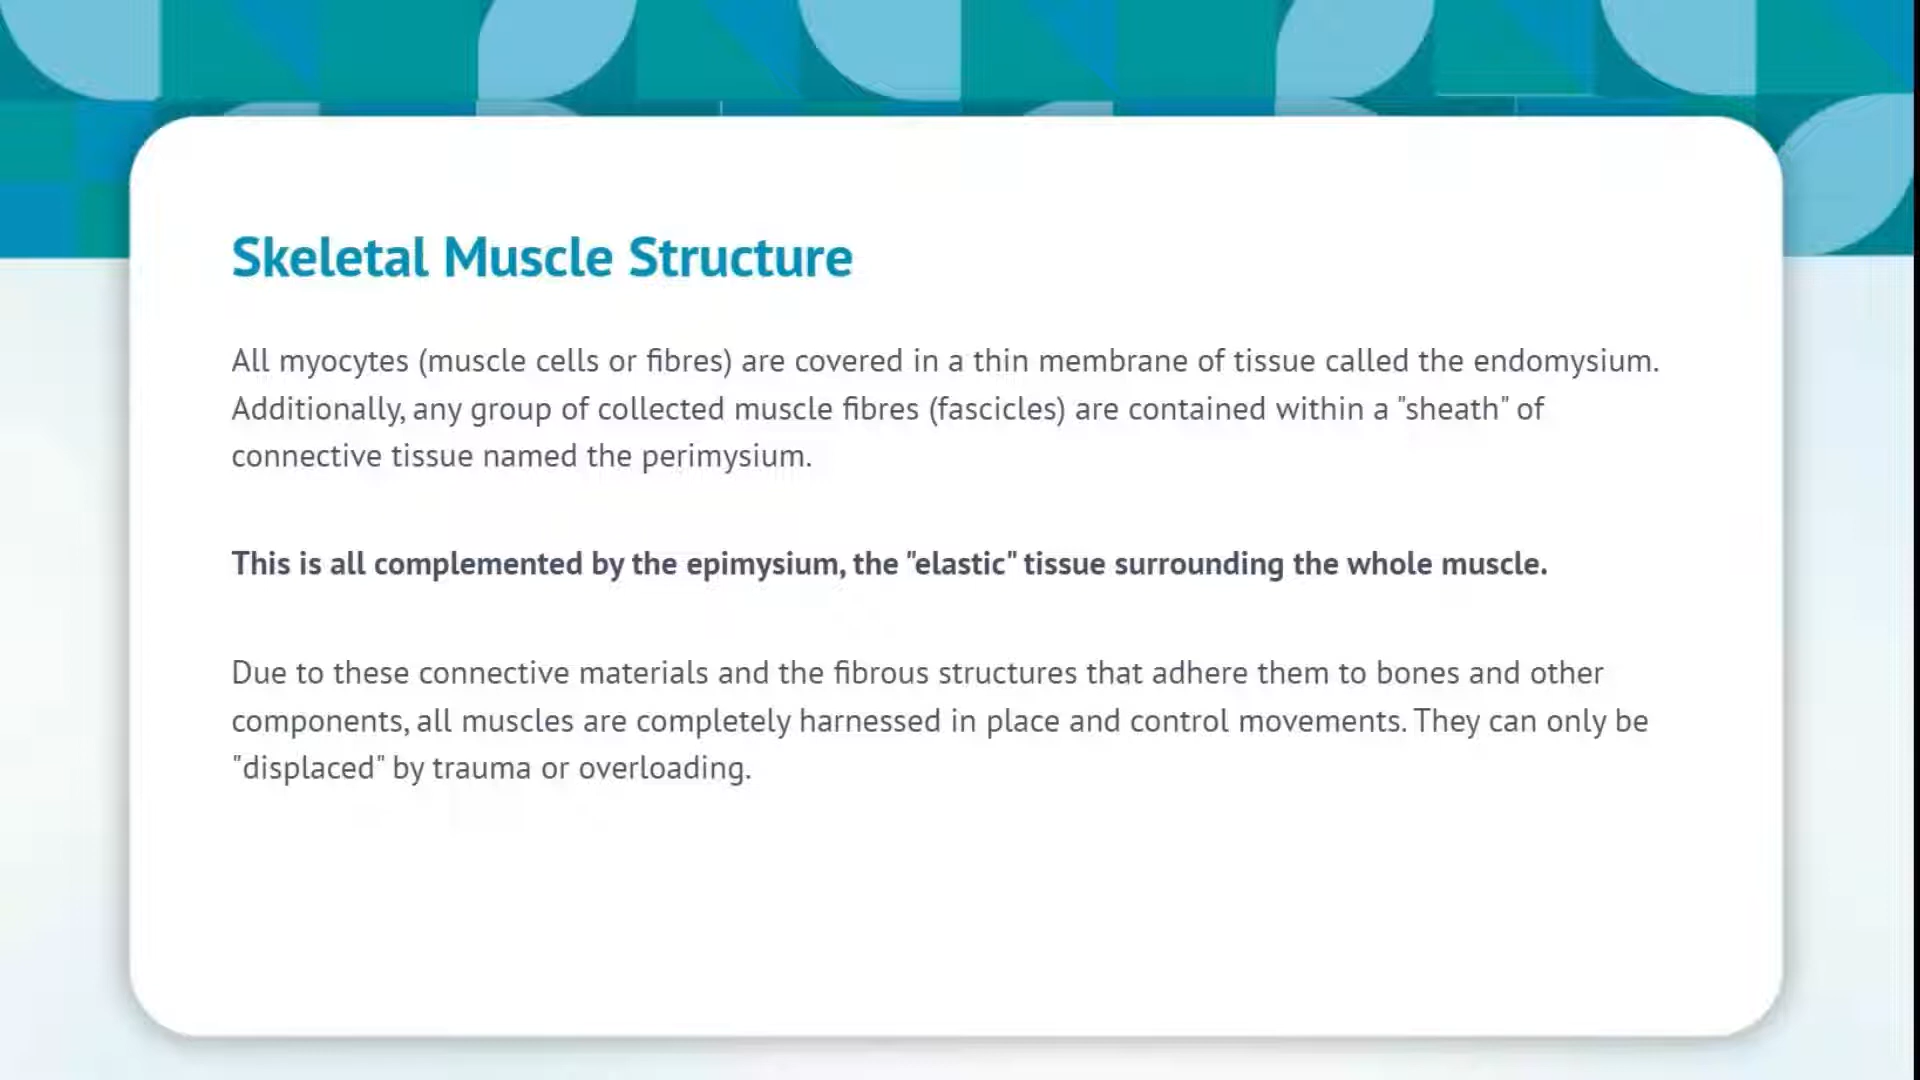 Skeletal Muscle Structure
All myocytes (muscle cells or fibres) are covered in a thin membrane of tissue called the endomysium.
Additionally, any group of collected muscle fibres (fascicles) are contained within a "sheath" of
connective tissue named the perimysium.
This is all complemented by the epimysium, the "elastic" tissue surrounding the whole muscle.
Due to these connective materials and the fibrous structures that adhere them to bones and other
components, all muscles are completely harnessed in place and control movements. They can only be
"displaced" by trauma or overloading.